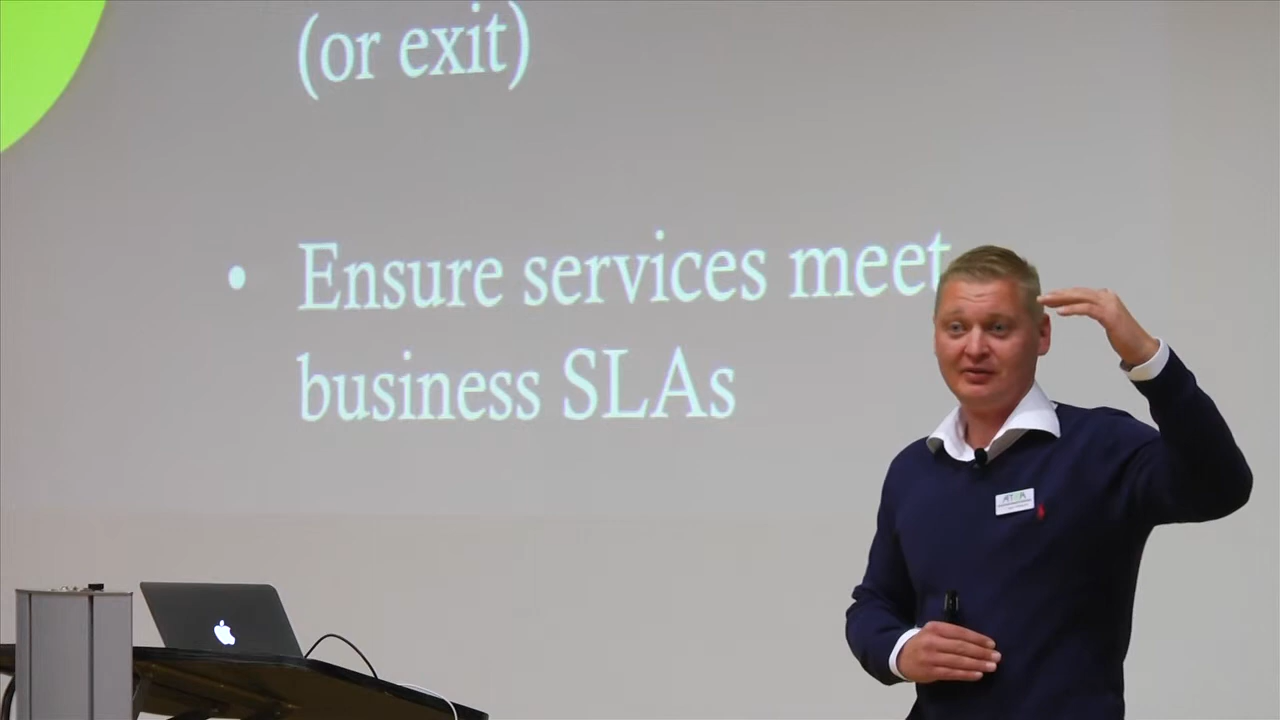 (or exit)
• Ensure services meet
business SLAs